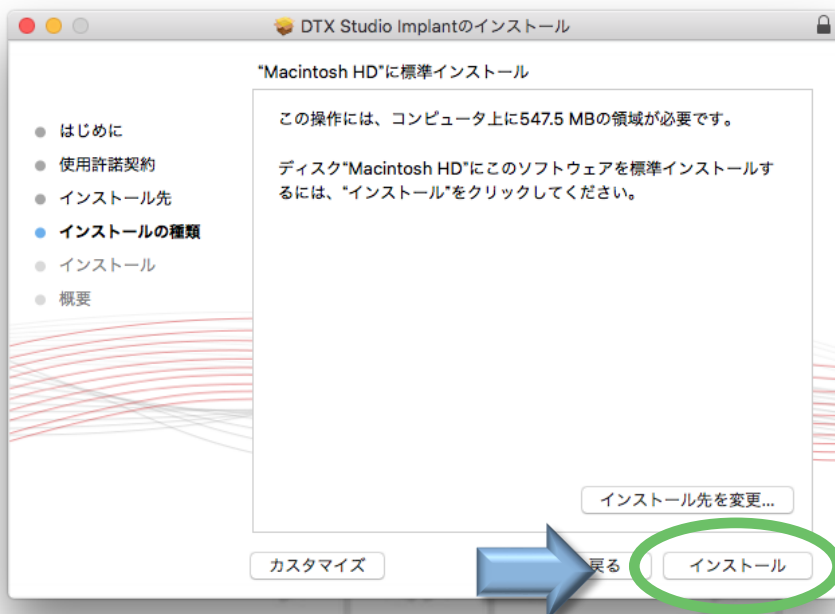 DTX Studio Implantのインストール
“Macintosh HD”に標準インストール
はじめに
使用許諾契約
インストール先
インストールの種類
インストール
概要
この操作には、コンピュータ上に547.5 MBの領域が必要です。
ディスク“Macintosh HD”にこのソフトウェアを標準インストールす
るには、“インストール”をクリックしてください。
インストール先を変更...
カスタマイズ
戻る
インストール